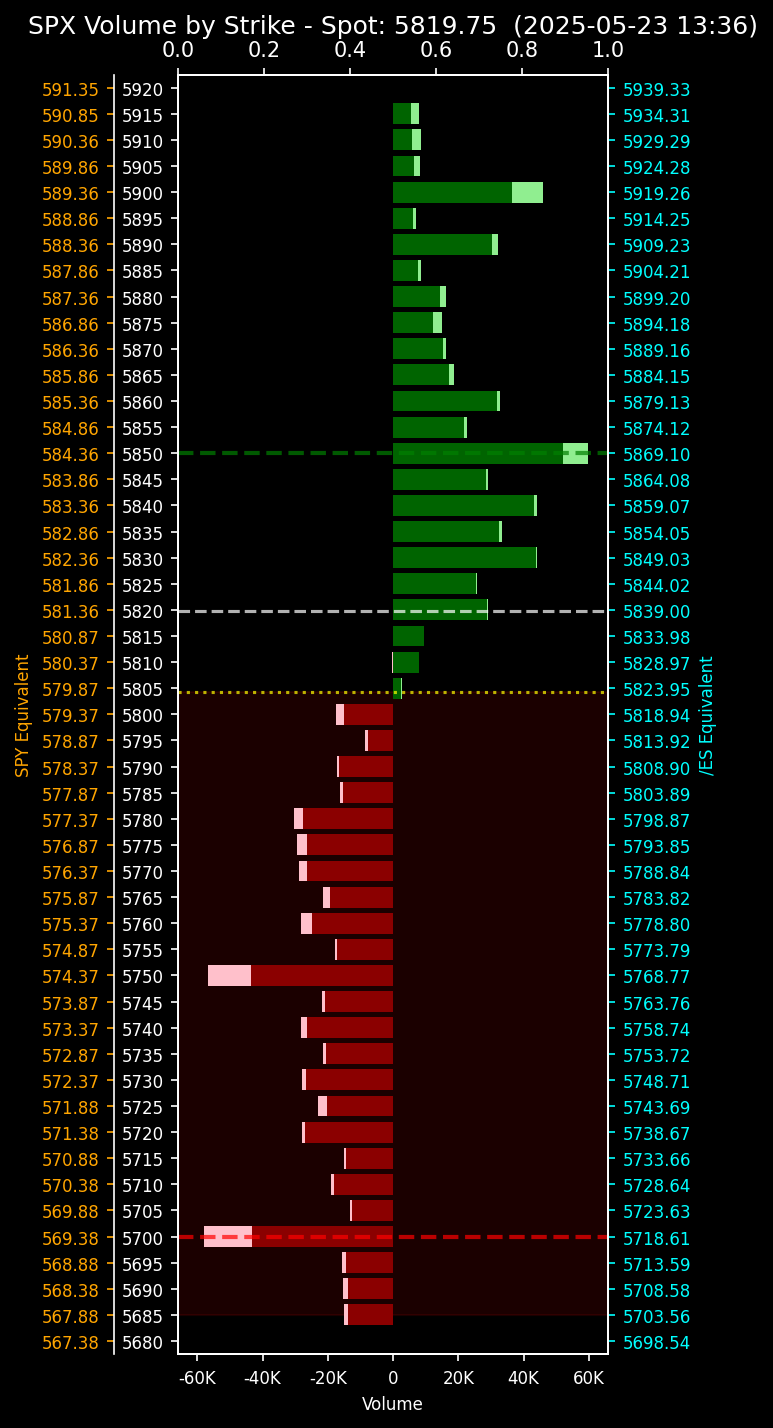 SPX Volume by Strike - Spot: 5819.75 (2025-05-23 13:36)
0.0 0.2 0.4 0.6 0.8 1.0
591.35 5920 5939.33
590.85 5915 5934.31
590.36 5910 5929.29
589.86 5905 5924.28
589.36 5900 5919.26
588.86 5895 5914.25
588.36 5890 5909.23
587.86 5885 5904.21
587.36 5880 5899.20
586.86 5875 5894.18
586.36 5870 5889.16
585.86 5865 5884.15
585.36 5860 5879.13
584.86 5855 5874.12
584.36 5850 5869.10
583.86 5845 5864.08
583.36 5840 5859.07
582.86 5835 5854.05
582.36 5830 5849.03
581.86 5825 5844.02
581.36 5820 5839.00
580.87 5815 5833.98
580.37 5810 5828.97
579.87 5805 5823.95
579.37 5800 5818.94
578.87 5795 5813.92
578.37 5790 5808.90
577.87 5785 5803.89
577.37 5780 5798.87
576.87 5775 5793.85
576.37 5770 5788.84
575.87 5765 5783.82
575.37 5760 5778.80
574.87 5755 5773.79
574.37 5750 5768.77
573.87 5745 5763.76
573.37 5740 5758.74
572.87 5735 5753.72
572.37 5730 5748.71
571.88 5725 5743.69
571.38 5720 5738.67
570.88 5715 5733.66
570.38 5710 5728.64
569.88 5705 5723.63
569.38 5700 5718.61
568.88 5695 5713.59
568.38 5690 5708.58
567.88 5685 5703.56
567.38 5680 5698.54
SPY Equivalent
/ES Equivalent
-60K -40K -20K 0 20K 40K 60K
Volume